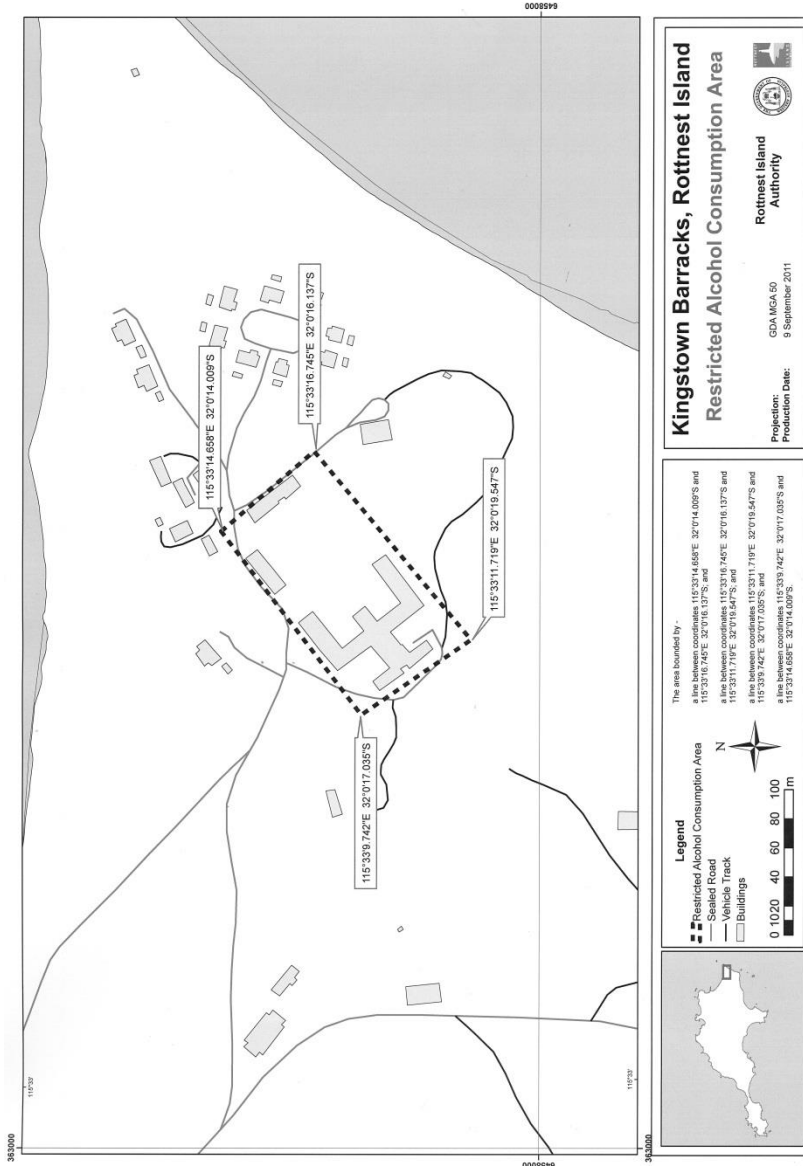 363000
6458000
115°33'
115°33'14.658"E 32°0'14.009"S
115°33'16.745"E 32°0'16.137"S
115°33'9.742"E 32°0'17.035"S
115°33'11.719"E 32°0'19.547"S
115°33'
363000
6458000
Legend
Restricted Alcohol Consumption Area
Sealed Road
Vehicle Track
Buildings
N
0 1020 40 60 80 100
m
The area bounded by -
a line between coordinates 115°33'14.658"E 32°0'14.009"S and
115°33'16.745"E 32°0'16.137"S; and
a line between coordinates 115°33'16.745"E 32°0'16.137"S and
115°33'11.719"E 32°0'19.547"S; and
a line between coordinates 115°33'11.719"E 32°0'19.547"S and
115°33'9.742"E 32°0'17.035"S; and
a line between coordinates 115°33'9.742"E 32°0'17.035"S and
115°33'14.658"E 32°0'14.009"S.
Kingstown Barracks, Rottnest Island
Restricted Alcohol Consumption Area
Projection: GDA MGA 50
Production Date: 9 September 2011
Rottnest Island
Authority